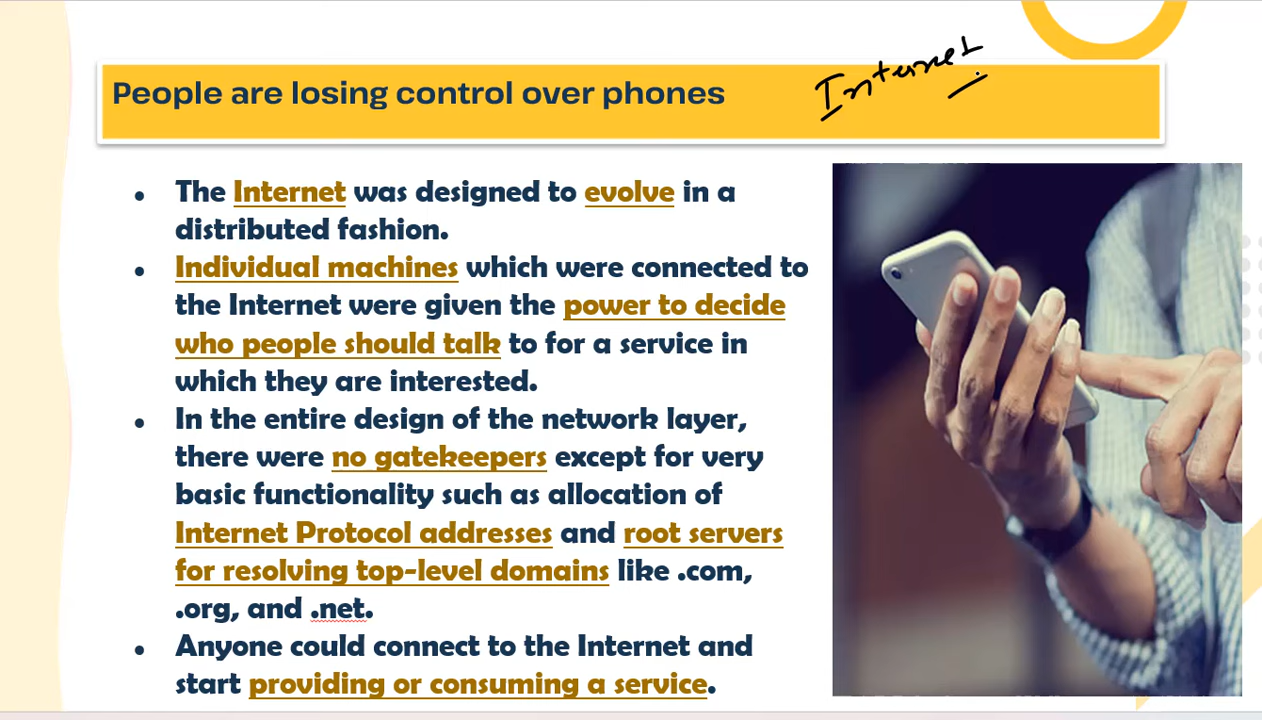 People are losing control over phones
Internet
• The Internet was designed to evolve in a
distributed fashion.
• Individual machines which were connected to
the Internet were given the power to decide
who people should talk to for a service in
which they are interested.
• In the entire design of the network layer,
there were no gatekeepers except for very
basic functionality such as allocation of
Internet Protocol addresses and root servers
for resolving top-level domains like .com,
.org, and .net.
• Anyone could connect to the Internet and
start providing or consuming a service.